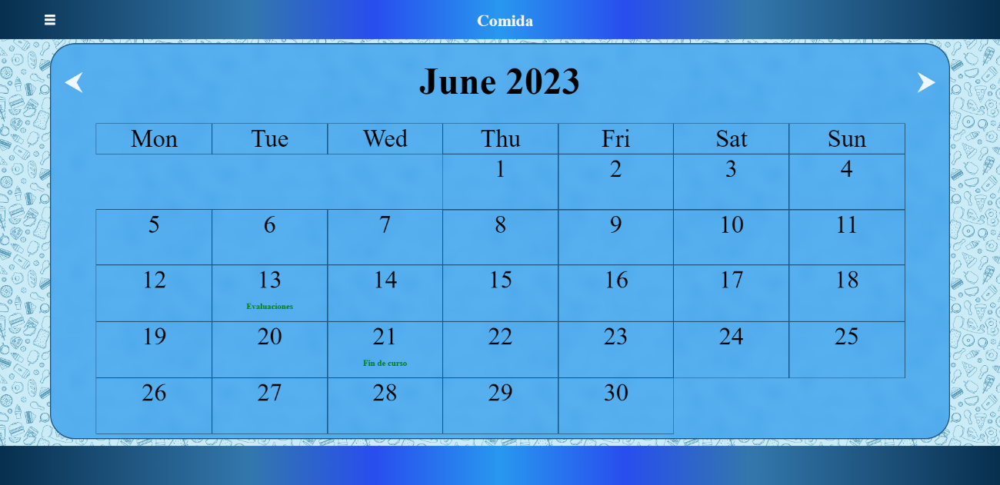 Comida
June 2023
Mon Tue Wed Thu Fri Sat Sun
1 2 3 4
5 6 7 8 9 10 11
12 13 14 15 16 17 18
Evaluaciones
19 20 21 22 23 24 25
Fin de curso
26 27 28 29 30